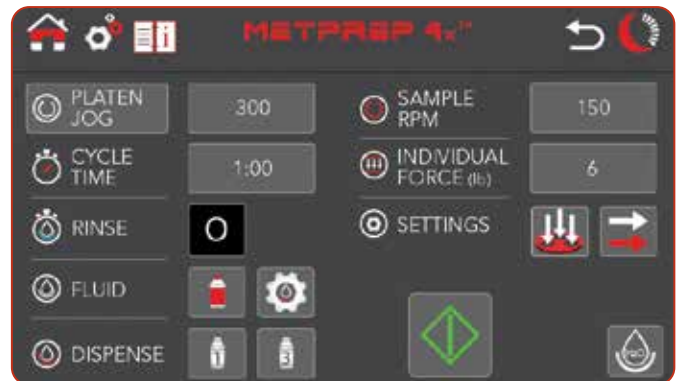 METPREP 4x™
PLATEN JOG 300
SAMPLE RPM 150
CYCLE TIME 1:00
INDIVIDUAL FORCE (lb) 6
RINSE O
SETTINGS
FLUID
DISPENSE 1 3
H2O